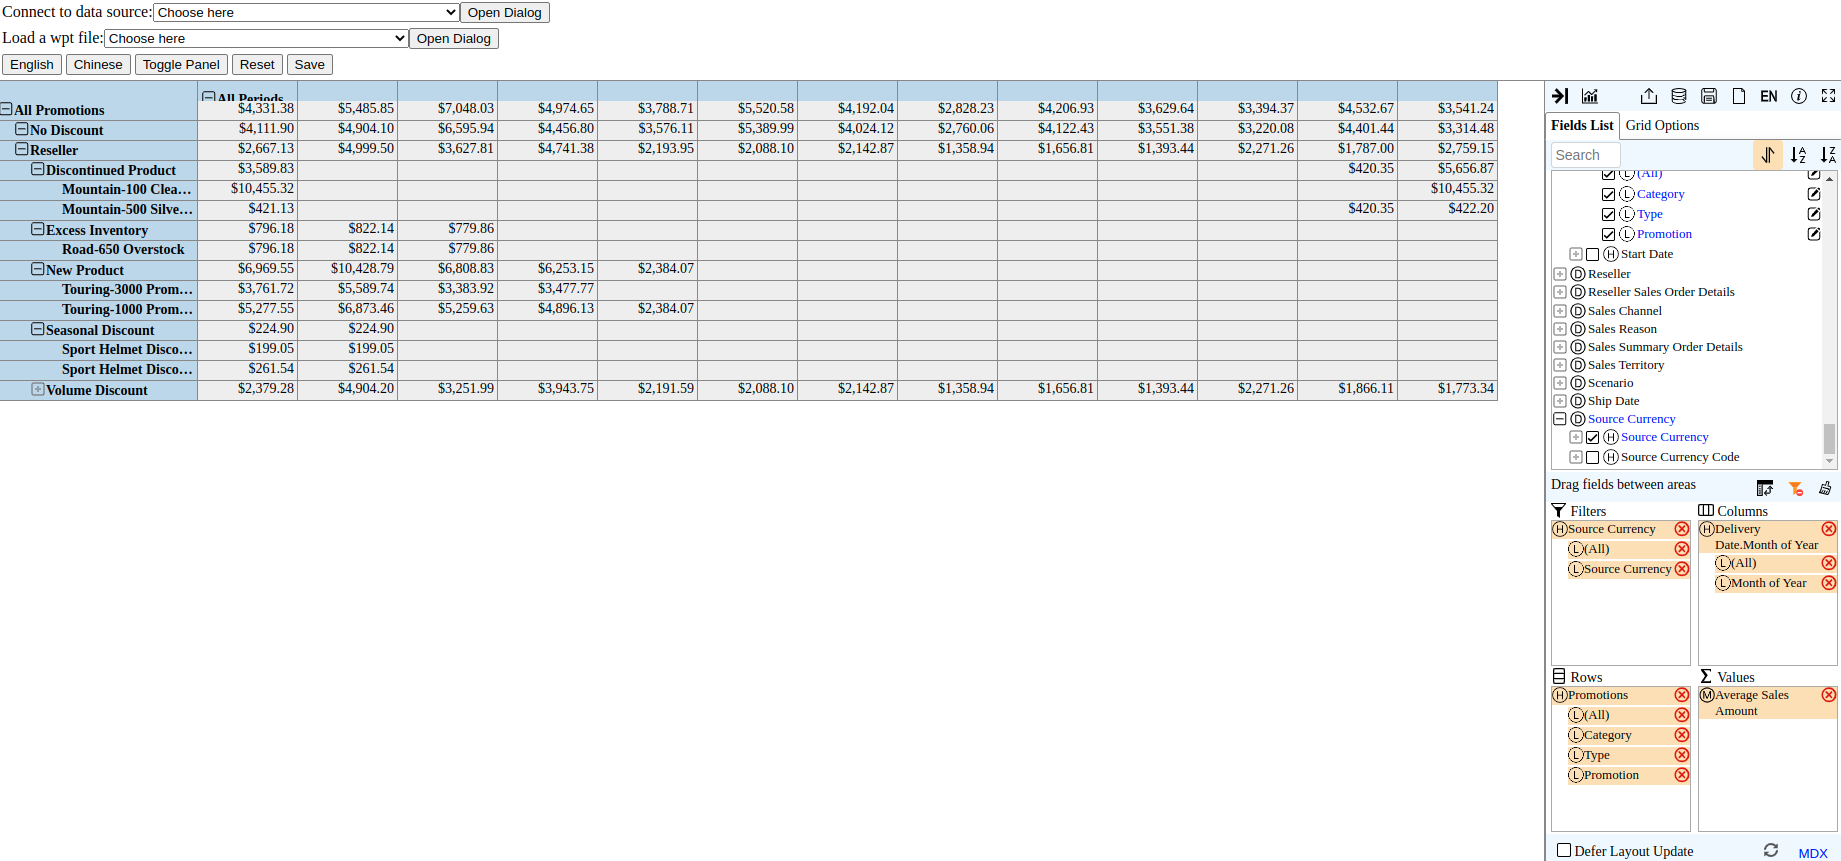 Connect to data source: Choose here Open Dialog
Load a wpt file: Choose here Open Dialog
English Chinese Toggle Panel Reset Save
All Periods
All Promotions $4,331.38 $5,485.85 $7,048.03 $4,974.65 $3,788.71 $5,520.58 $4,192.04 $2,828.23 $4,206.93 $3,629.64 $3,394.37 $4,532.67 $3,541.24
No Discount $4,111.90 $4,904.10 $6,595.94 $4,456.80 $3,576.11 $5,389.99 $4,024.12 $2,760.06 $4,122.43 $3,551.38 $3,220.08 $4,401.44 $3,314.48
Reseller $2,667.13 $4,999.50 $3,627.81 $4,741.38 $2,193.95 $2,088.10 $2,142.87 $1,358.94 $1,656.81 $1,393.44 $2,271.26 $1,787.00 $2,759.15
Discontinued Product $3,589.83 $420.35 $5,656.87
Mountain-100 Clea… $10,455.32 $10,455.32
Mountain-500 Silve… $421.13 $420.35 $422.20
Excess Inventory $796.18 $822.14 $779.86
Road-650 Overstock $796.18 $822.14 $779.86
New Product $6,969.55 $10,428.79 $6,808.83 $6,253.15 $2,384.07
Touring-3000 Prom… $3,761.72 $5,589.74 $3,383.92 $3,477.77
Touring-1000 Prom… $5,277.55 $6,873.46 $5,259.63 $4,896.13 $2,384.07
Seasonal Discount $224.90 $224.90
Sport Helmet Disco… $199.05 $199.05
Sport Helmet Disco… $261.54 $261.54
Volume Discount $2,379.28 $4,904.20 $3,251.99 $3,943.75 $2,191.59 $2,088.10 $2,142.87 $1,358.94 $1,656.81 $1,393.44 $2,271.26 $1,866.11 $1,773.34
EN
Fields List Grid Options
Search
L (All)
L Category
L Type
L Promotion
H Start Date
D Reseller
D Reseller Sales Order Details
D Sales Channel
D Sales Reason
D Sales Summary Order Details
D Sales Territory
D Scenario
D Ship Date
D Source Currency
H Source Currency
H Source Currency Code
Drag fields between areas
Filters
H Source Currency
L (All)
L Source Currency
Columns
H Delivery
Date.Month of Year
L (All)
L Month of Year
Rows
H Promotions
L (All)
L Category
L Type
L Promotion
Σ Values
M Average Sales
Amount
Defer Layout Update MDX